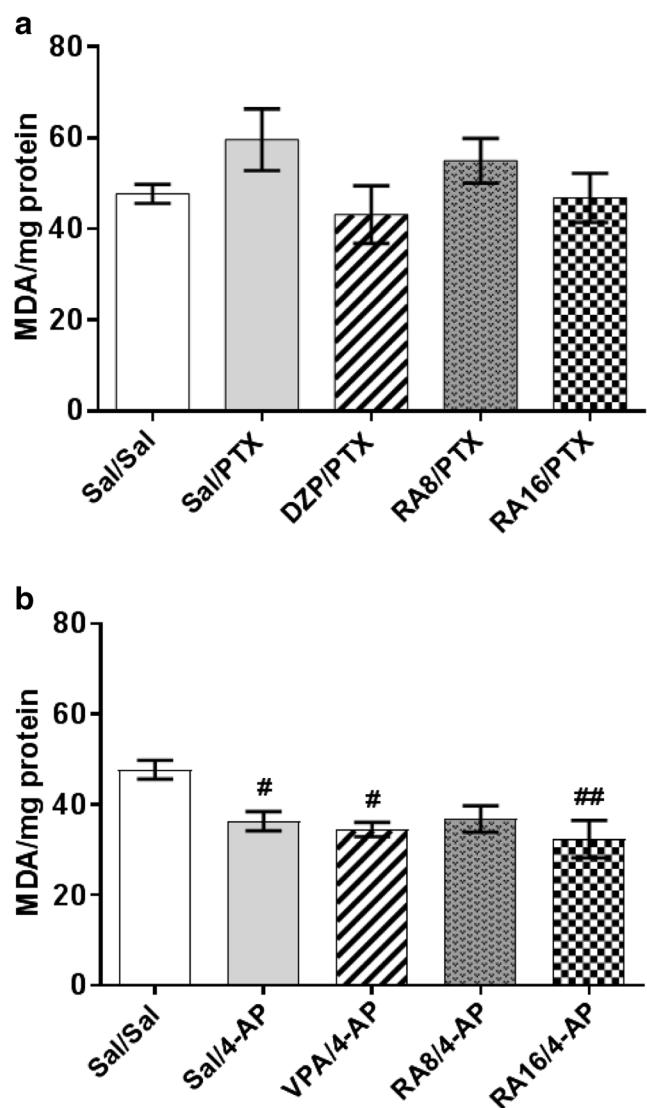 a
80
60
40
20
0
MDA/mg protein
Sal/Sal
Sal/PTX
DZP/PTX
RA8/PTX
RA16/PTX
b
80
60
40
20
0
MDA/mg protein
#
#
##
Sal/Sal
Sal/4-AP
VPA/4-AP
RA8/4-AP
RA16/4-AP